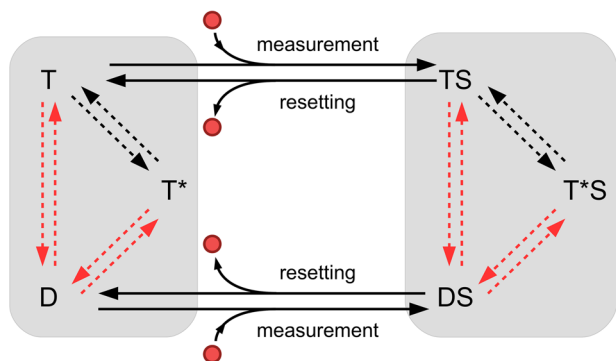 measurement
T
TS
resetting
T*
T*S
resetting
D
DS
measurement